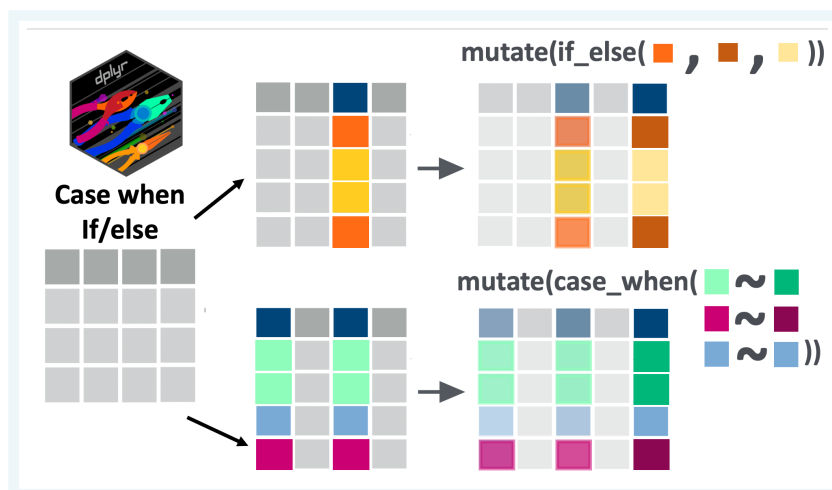 dplyr
Case when
If/else
mutate(if_else( , , ))
mutate(case_when( ~
~
~ ))